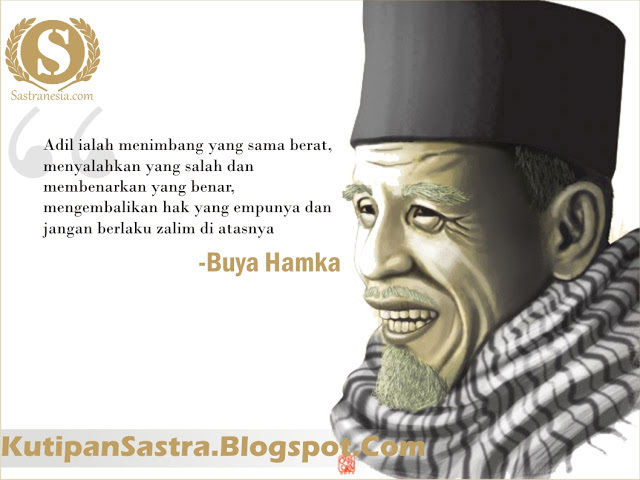 S
Sastranesia.com
“
Adil ialah menimbang yang sama berat,
menyalahkan yang salah dan
membenarkan yang benar,
mengembalikan hak yang empunya dan
jangan berlaku zalim di atasnya
-Buya Hamka
KutipanSastra.Blogspot.Com